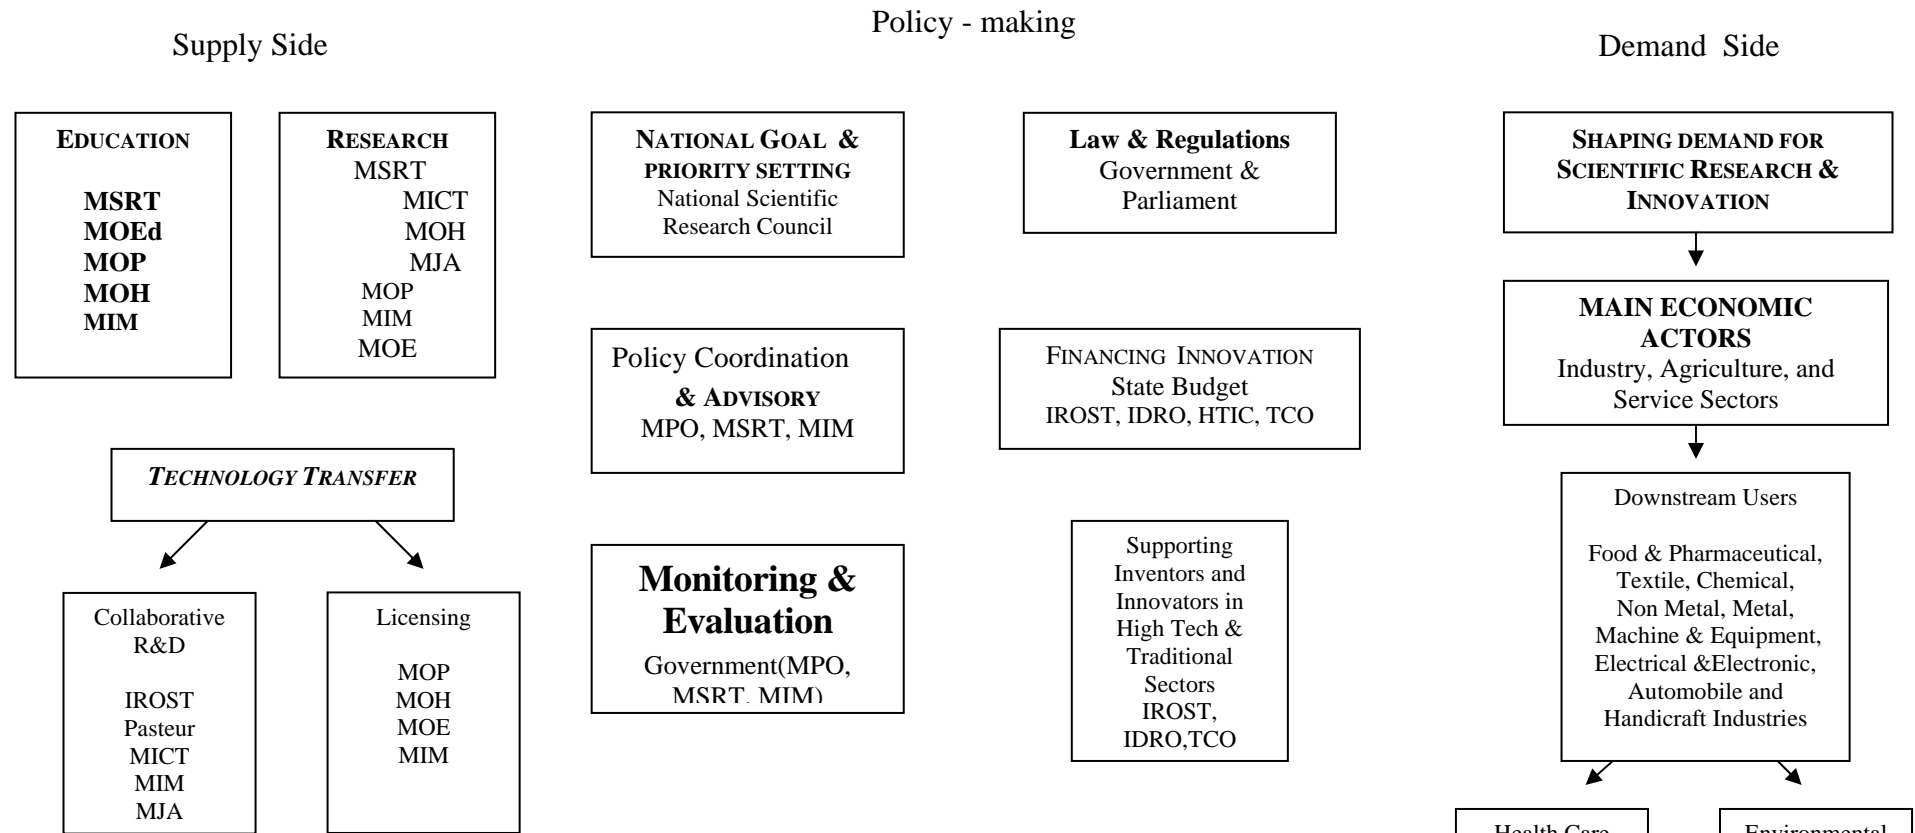 Policy - making
Supply Side
Demand Side
EDUCATION
MSRT
MOEd
MOP
MOH
MIM
RESEARCH
MSRT
MICT
MOH
MJA
MOP
MIM
MOE
NATIONAL GOAL &
PRIORITY SETTING
National Scientific
Research Council
Law & Regulations
Government &
Parliament
SHAPING DEMAND FOR
SCIENTIFIC RESEARCH &
INNOVATION
MAIN ECONOMIC
ACTORS
Industry, Agriculture, and
Service Sectors
Policy Coordination
& ADVISORY
MPO, MSRT, MIM
FINANCING INNOVATION
State Budget
IROST, IDRO, HTIC, TCO
TECHNOLOGY TRANSFER
Collaborative
R&D
IROST
Pasteur
MICT
MIM
MJA
Licensing
MOP
MOH
MOE
MIM
Monitoring &
Evaluation
Government(MPO,
MSRT, MIM)
Supporting
Inventors and
Innovators in
High Tech &
Traditional
Sectors
IROST,
IDRO,TCO
Downstream Users
Food & Pharmaceutical,
Textile, Chemical,
Non Metal, Metal,
Machine & Equipment,
Electrical &Electronic,
Automobile and
Handicraft Industries
Health Care
Environmental